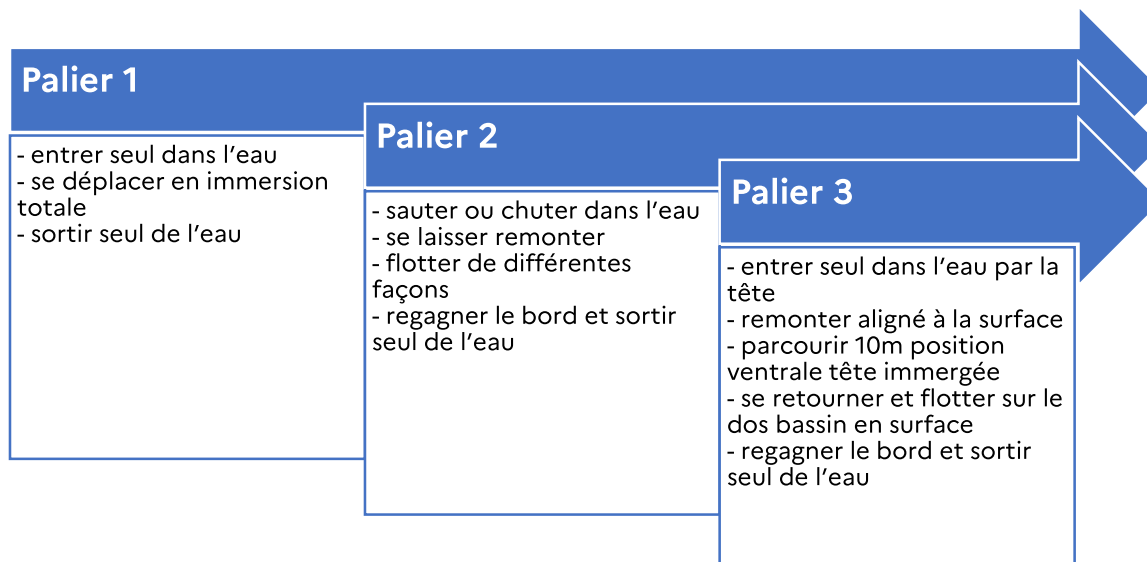 Palier 1
- entrer seul dans l’eau
- se déplacer en immersion
totale
- sortir seul de l’eau
Palier 2
- sauter ou chuter dans l’eau
- se laisser remonter
- flotter de différentes
façons
- regagner le bord et sortir
seul de l’eau
Palier 3
- entrer seul dans l’eau par la
tête
- remonter aligné à la surface
- parcourir 10m position
ventrale tête immergée
- se retourner et flotter sur le
dos bassin en surface
- regagner le bord et sortir
seul de l’eau